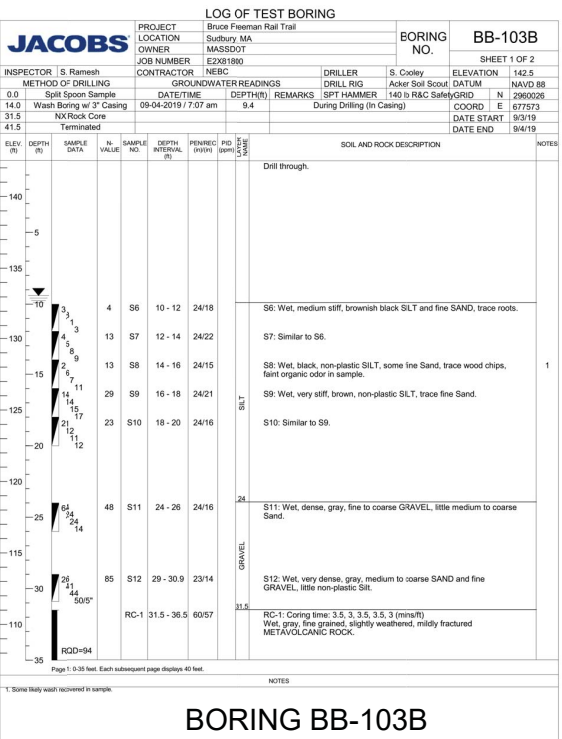 LOG OF TEST BORING
JACOBS
PROJECT Bruce Freeman Rail Trail
LOCATION Sudbury MA
OWNER MASSDOT
JOB NUMBER E2X81800
BORING NO. BB-103B
SHEET 1 OF 2
INSPECTOR S. Ramesh CONTRACTOR NEBC DRILLER S. Cooley ELEVATION 142.5
METHOD OF DRILLING GROUNDWATER READINGS DRILL RIG Acker Soil Scout DATUM NAVD 88
0.0 Split Spoon Sample DATE/TIME DEPTH(ft) REMARKS SPT HAMMER 140 lb R&C Safety GRID N 2960026
14.0 Wash Boring w/ 3" Casing 09-04-2019 / 7:07 am 9.4 During Drilling (In Casing) COORD E 677573
31.5 NX Rock Core DATE START 9/3/19
41.5 Terminated DATE END 9/4/19
ELEV. (ft) DEPTH (ft) SAMPLE DATA N-VALUE SAMPLE NO. DEPTH INTERVAL (ft) PEN/REC (in)/(in) PID (ppm) LAYER NAME SOIL AND ROCK DESCRIPTION NOTES
Drill through.
140
5
135
10 3 3 1 3 4 S6 10 - 12 24/18 S6: Wet, medium stiff, brownish black SILT and fine SAND, trace roots.
130 4 5 8 9 13 S7 12 - 14 24/22 S7: Similar to S6.
2 6 7 11 13 S8 14 - 16 24/15 S8: Wet, black, non-plastic SILT, some fine Sand, trace wood chips, 1
15 faint organic odor in sample.
14 14 15 17 29 S9 16 - 18 24/21 S9: Wet, very stiff, brown, non-plastic SILT, trace fine Sand.
SILT
125
21 12 11 12 23 S10 18 - 20 24/16 S10: Similar to S9.
20
120
24
24 24 14 48 S11 24 - 26 24/16 S11: Wet, dense, gray, fine to coarse GRAVEL, little medium to coarse
25 Sand.
115
GRAVEL
26 41 44 50/5" 85 S12 29 - 30.9 23/14 S12: Wet, very dense, gray, medium to coarse SAND and fine
30 GRAVEL, little non-plastic Silt.
31.5
RC-1 31.5 - 36.5 60/57 RC-1: Coring time: 3.5, 3, 3.5, 3.5, 3 (mins/ft)
110 Wet, gray, fine grained, slightly weathered, mildly fractured
METAVOLCANIC ROCK.
RQD=94
35
Page 1: 0-35 feet. Each subsequent page displays 40 feet.
NOTES
1. Some likely wash recovered in sample.
BORING BB-103B